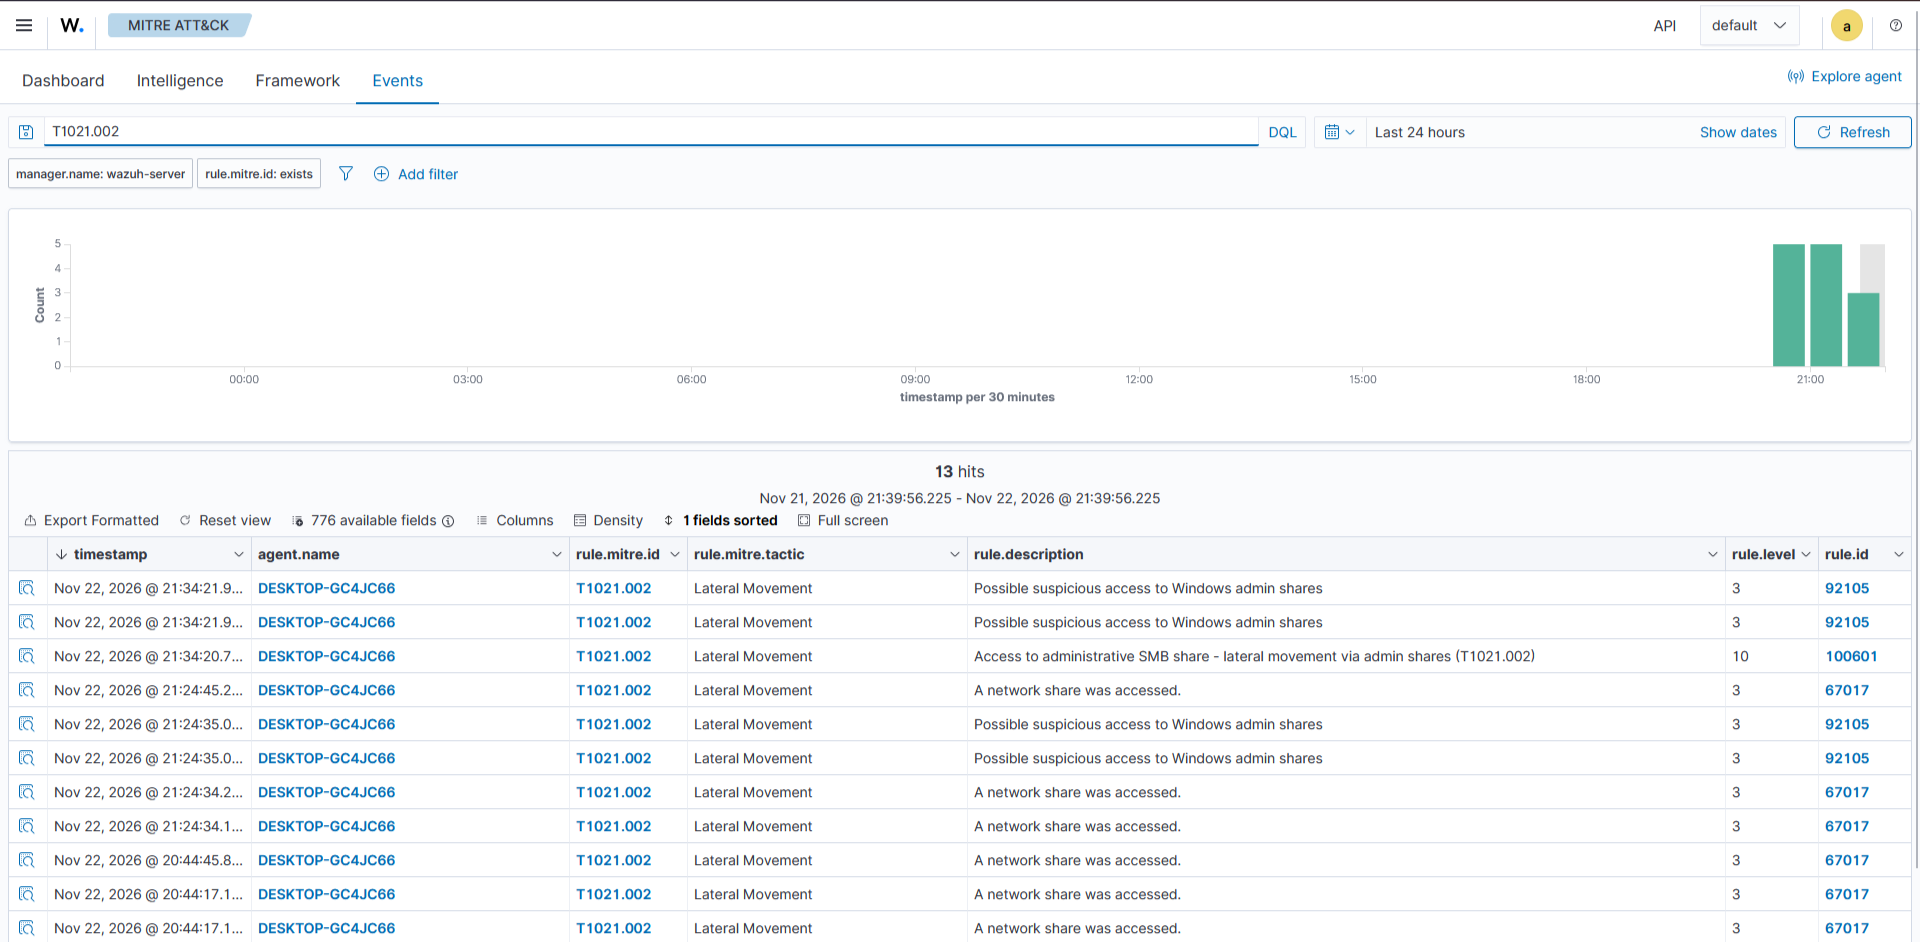 W. MITRE ATT&CK API default a
Dashboard Intelligence Framework Events Explore agent
T1021.002 DQL Last 24 hours Show dates Refresh
manager.name: wazuh-server rule.mitre.id: exists Add filter
5
4
3
2
1
0
Count
00:00 03:00 06:00 09:00 12:00 15:00 18:00 21:00
timestamp per 30 minutes
13 hits
Nov 21, 2026 @ 21:39:56.225 - Nov 22, 2026 @ 21:39:56.225
Export Formatted Reset view 776 available fields Columns Density 1 fields sorted Full screen
timestamp agent.name rule.mitre.id rule.mitre.tactic rule.description rule.level rule.id
Nov 22, 2026 @ 21:34:21.9... DESKTOP-GC4JC66 T1021.002 Lateral Movement Possible suspicious access to Windows admin shares 3 92105
Nov 22, 2026 @ 21:34:21.9... DESKTOP-GC4JC66 T1021.002 Lateral Movement Possible suspicious access to Windows admin shares 3 92105
Nov 22, 2026 @ 21:34:20.7... DESKTOP-GC4JC66 T1021.002 Lateral Movement Access to administrative SMB share - lateral movement via admin shares (T1021.002) 10 100601
Nov 22, 2026 @ 21:24:45.2... DESKTOP-GC4JC66 T1021.002 Lateral Movement A network share was accessed. 3 67017
Nov 22, 2026 @ 21:24:35.0... DESKTOP-GC4JC66 T1021.002 Lateral Movement Possible suspicious access to Windows admin shares 3 92105
Nov 22, 2026 @ 21:24:35.0... DESKTOP-GC4JC66 T1021.002 Lateral Movement Possible suspicious access to Windows admin shares 3 92105
Nov 22, 2026 @ 21:24:34.2... DESKTOP-GC4JC66 T1021.002 Lateral Movement A network share was accessed. 3 67017
Nov 22, 2026 @ 21:24:34.1... DESKTOP-GC4JC66 T1021.002 Lateral Movement A network share was accessed. 3 67017
Nov 22, 2026 @ 20:44:45.8... DESKTOP-GC4JC66 T1021.002 Lateral Movement A network share was accessed. 3 67017
Nov 22, 2026 @ 20:44:17.1... DESKTOP-GC4JC66 T1021.002 Lateral Movement A network share was accessed. 3 67017
Nov 22, 2026 @ 20:44:17.1... DESKTOP-GC4JC66 T1021.002 Lateral Movement A network share was accessed. 3 67017